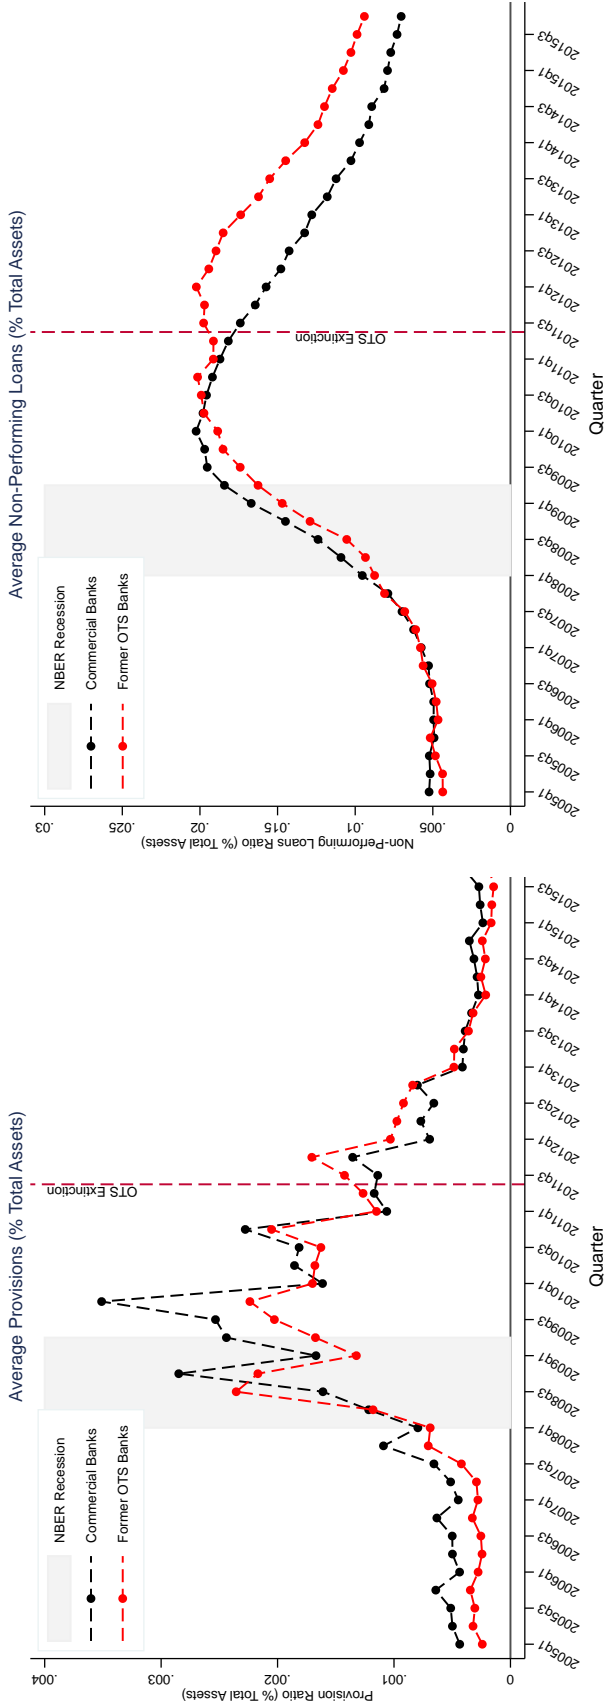 Average Provisions (% Total Assets)
NBER Recession
Commercial Banks
Former OTS Banks
OTS Extinction
Provision Ratio (% Total Assets)
.004
.003
.002
.001
0
2005q1
2005q3
2006q1
2006q3
2007q1
2007q3
2008q1
2008q3
2009q1
2009q3
2010q1
2010q3
2011q1
2011q3
2012q1
2012q3
2013q1
2013q3
2014q1
2014q3
2015q1
2015q3
Quarter
Average Non-Performing Loans (% Total Assets)
NBER Recession
Commercial Banks
Former OTS Banks
OTS Extinction
Non-Performing Loans Ratio (% Total Assets)
.03
.025
.02
.015
.01
.005
0
2005q1
2005q3
2006q1
2006q3
2007q1
2007q3
2008q1
2008q3
2009q1
2009q3
2010q1
2010q3
2011q1
2011q3
2012q1
2012q3
2013q1
2013q3
2014q1
2014q3
2015q1
2015q3
Quarter